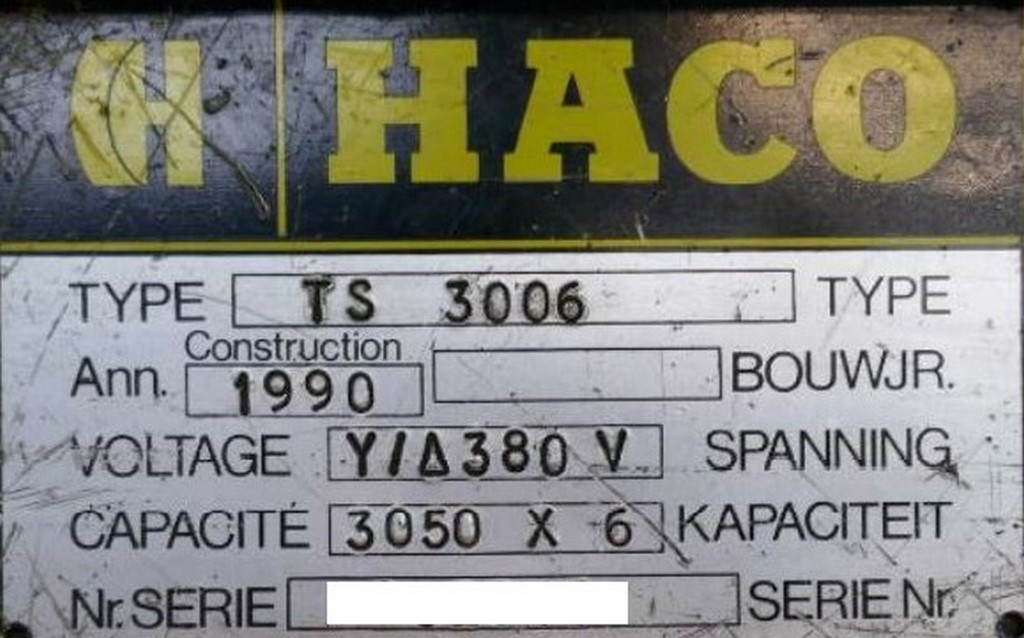 H HACO
TYPE TS 3006 TYPE
Ann. Construction 1990 BOUWJR.
VOLTAGE Y/Δ380 V SPANNING
CAPACITÉ 3050 X 6 KAPACITEIT
Nr. SERIE SERIE Nr.